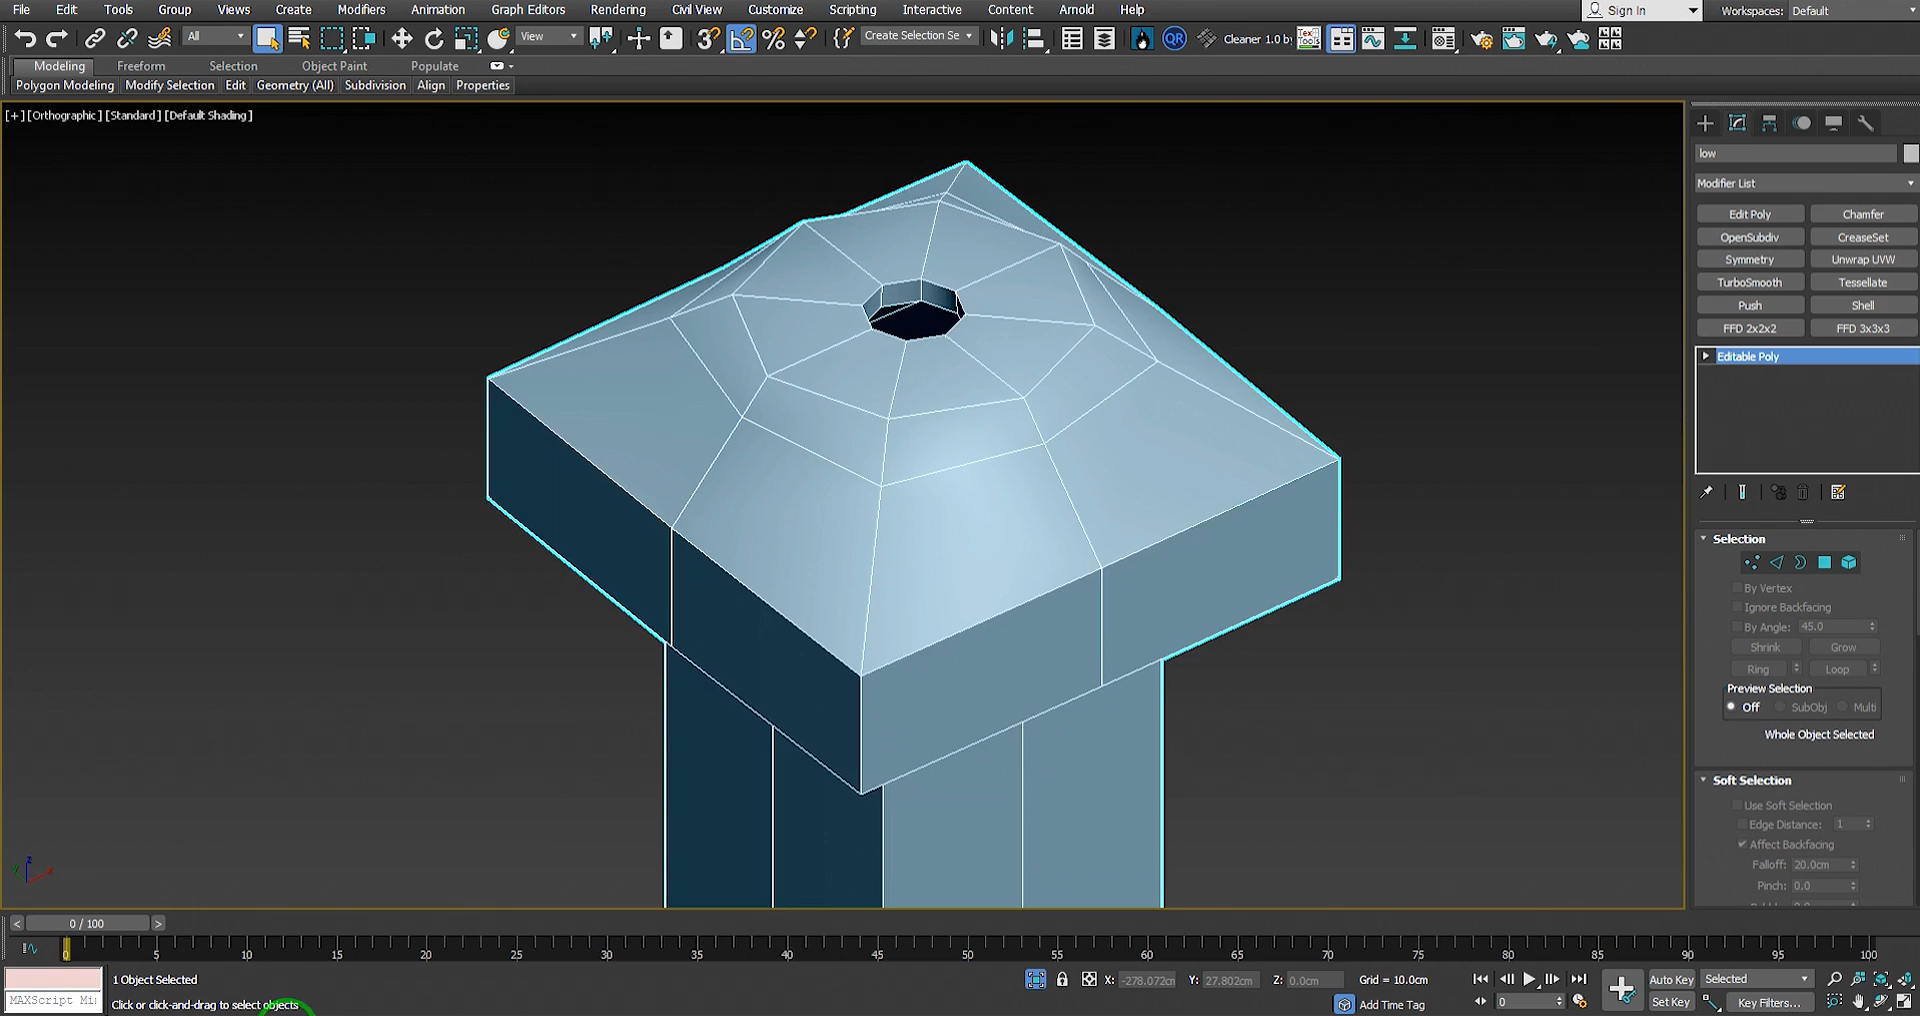 File Edit Tools Group Views Create Modifiers Animation Graph Editors Rendering Civil View Customize Scripting Interactive Content Arnold Help Sign In Workspaces: Default
All View 3 Create Selection Se QR Cleaner 1.0 by Tex Tools
Modeling Freeform Selection Object Paint Populate
Polygon Modeling Modify Selection Edit Geometry (All) Subdivision Align Properties
[+] [Orthographic ] [Standard ] [Default Shading ]
low
Modifier List
Edit Poly Chamfer
OpenSubdiv CreaseSet
Symmetry Unwrap UVW
TurboSmooth Tessellate
Push Shell
FFD 2x2x2 FFD 3x3x3
Editable Poly
Selection
By Vertex
Ignore Backfacing
By Angle: 45.0
Shrink Grow
Ring Loop
Preview Selection
Off SubObj Multi
Whole Object Selected
Soft Selection
Use Soft Selection
Edge Distance: 1
Affect Backfacing
Falloff: 20.0cm
Pinch: 0.0
z
x
< 0 / 100 >
0 5 10 15 20 25 30 35 40 45 50 55 60 65 70 75 80 85 90 95 100
1 Object Selected X: -278.072cm Y: 27.802cm Z: 0.0cm Grid = 10.0cm Auto Key Selected
MAXScript Mi Click or click-and-drag to select objects Add Time Tag 0 Set Key Key Filters...